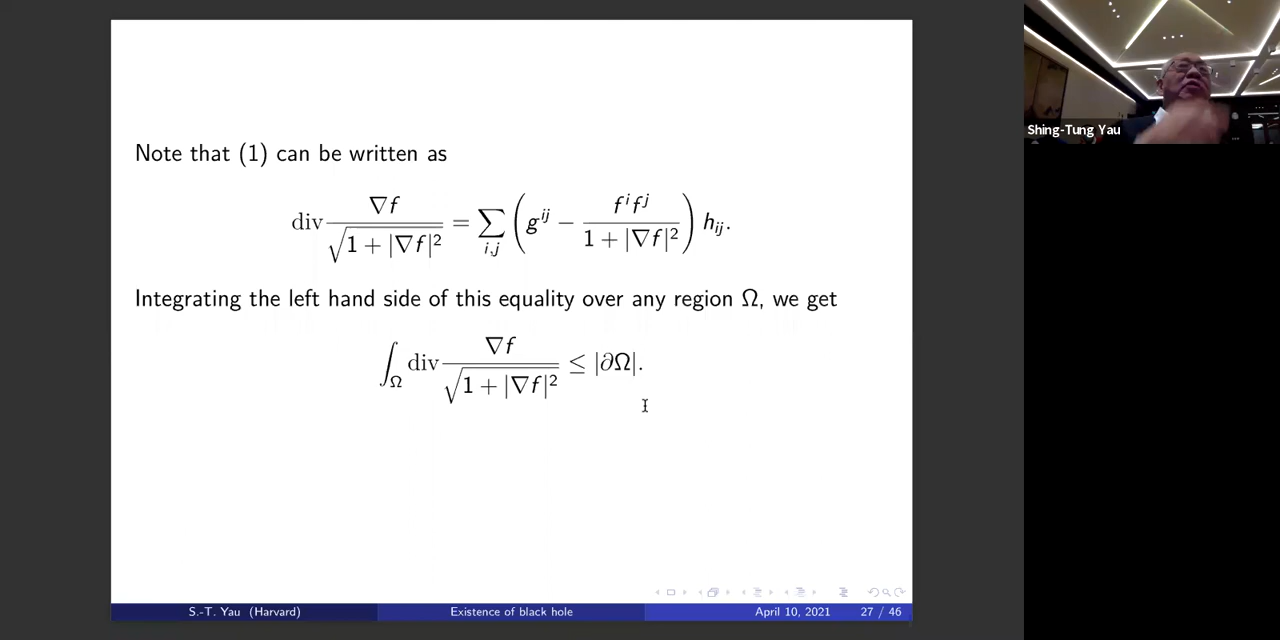 Note that (1) can be written as
div ∇f / √(1 + |∇f|²) = ∑_{i,j} ( g^{ij} − f^i f^j / (1 + |∇f|²) ) h_{ij}.
Integrating the left hand side of this equality over any region Ω, we get
∫_Ω div ∇f / √(1 + |∇f|²) ≤ |∂Ω|.
S.-T. Yau (Harvard) Existence of black hole April 10, 2021 27 / 46
Shing-Tung Yau